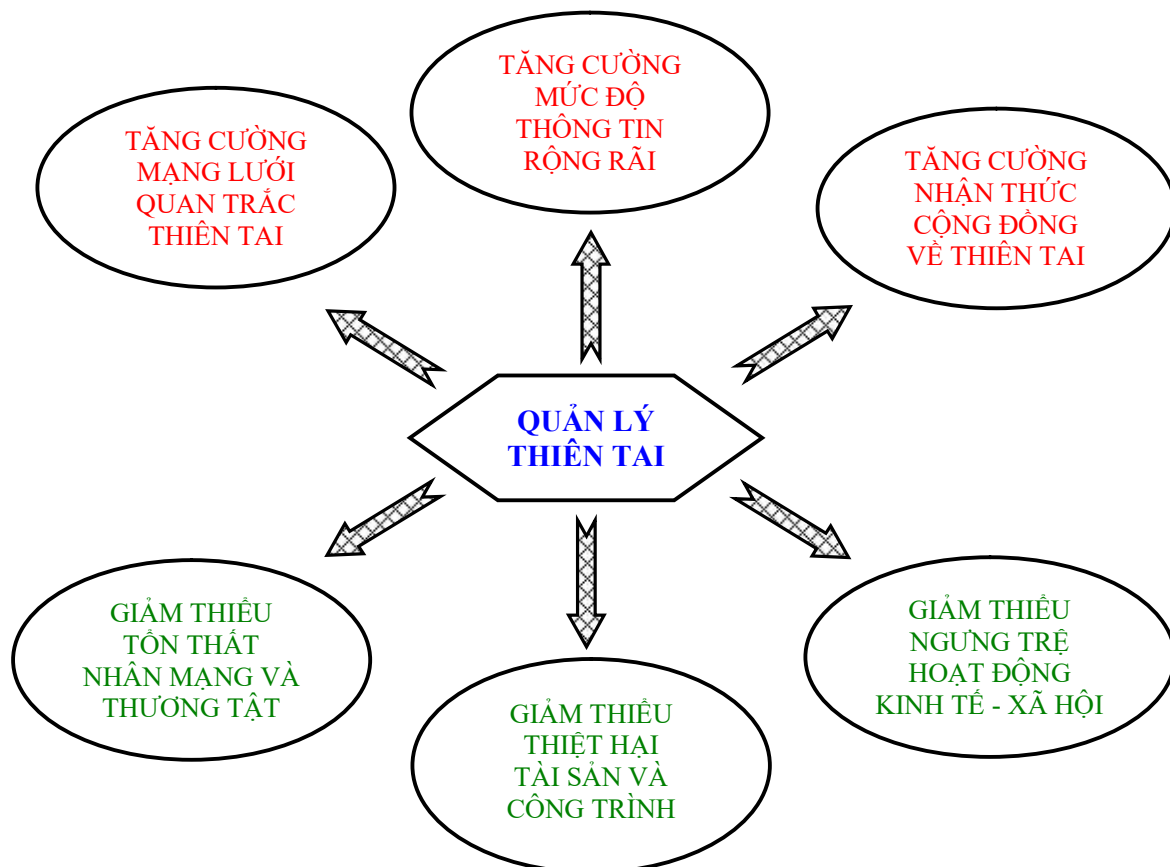 TĂNG CƯỜNG
MỨC ĐỘ
THÔNG TIN
RỘNG RÃI
TĂNG CƯỜNG
MẠNG LƯỚI
QUAN TRẮC
THIÊN TAI
TĂNG CƯỜNG
NHẬN THỨC
CỘNG ĐỒNG
VỀ THIÊN TAI
QUẢN LÝ
THIÊN TAI
GIẢM THIỂU
TỔN THẤT
NHÂN MẠNG VÀ
THƯƠNG TẬT
GIẢM THIỂU
THIỆT HẠI
TÀI SẢN VÀ
CÔNG TRÌNH
GIẢM THIỂU
NGƯNG TRỆ
HOẠT ĐỘNG
KINH TẾ - XÃ HỘI